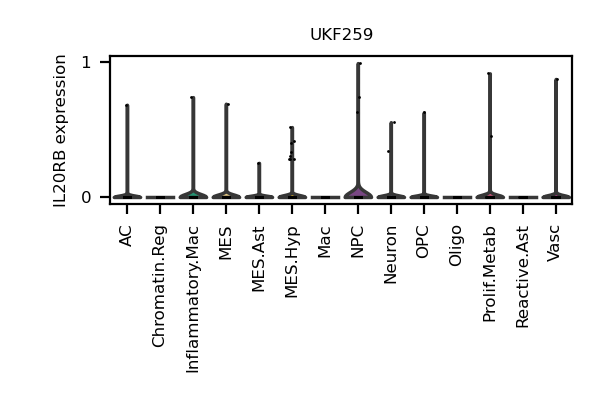 UKF259
IL20RB expression
1
0
AC
Chromatin.Reg
Inflammatory.Mac
MES
MES.Ast
MES.Hyp
Mac
NPC
Neuron
OPC
Oligo
Prolif.Metab
Reactive.Ast
Vasc